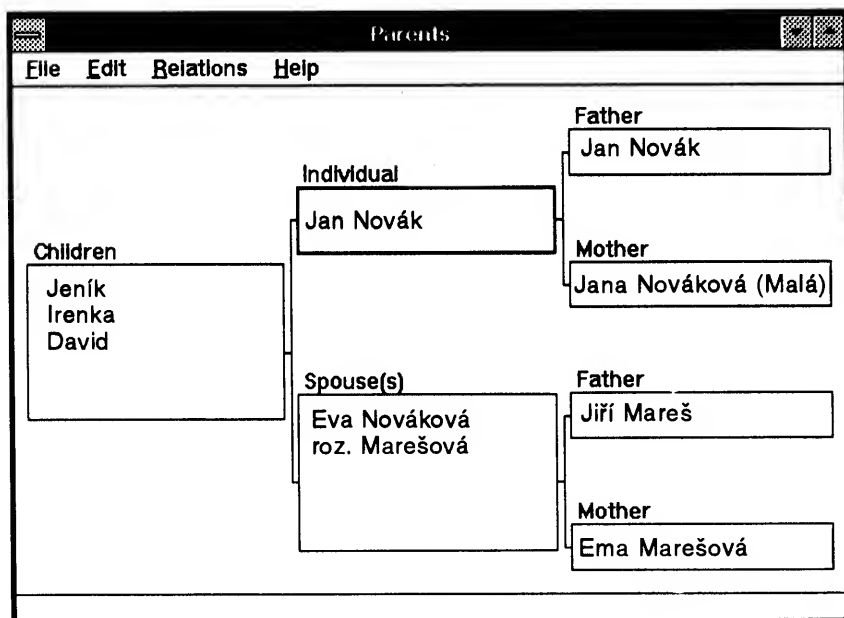 Parents
File Edit Relations Help
Children
Jeník
Irenka
David
Individual
Jan Novák
Spouse(s)
Eva Nováková
roz. Marešová
Father
Jan Novák
Mother
Jana Nováková (Malá)
Father
Jiří Mareš
Mother
Ema Marešová